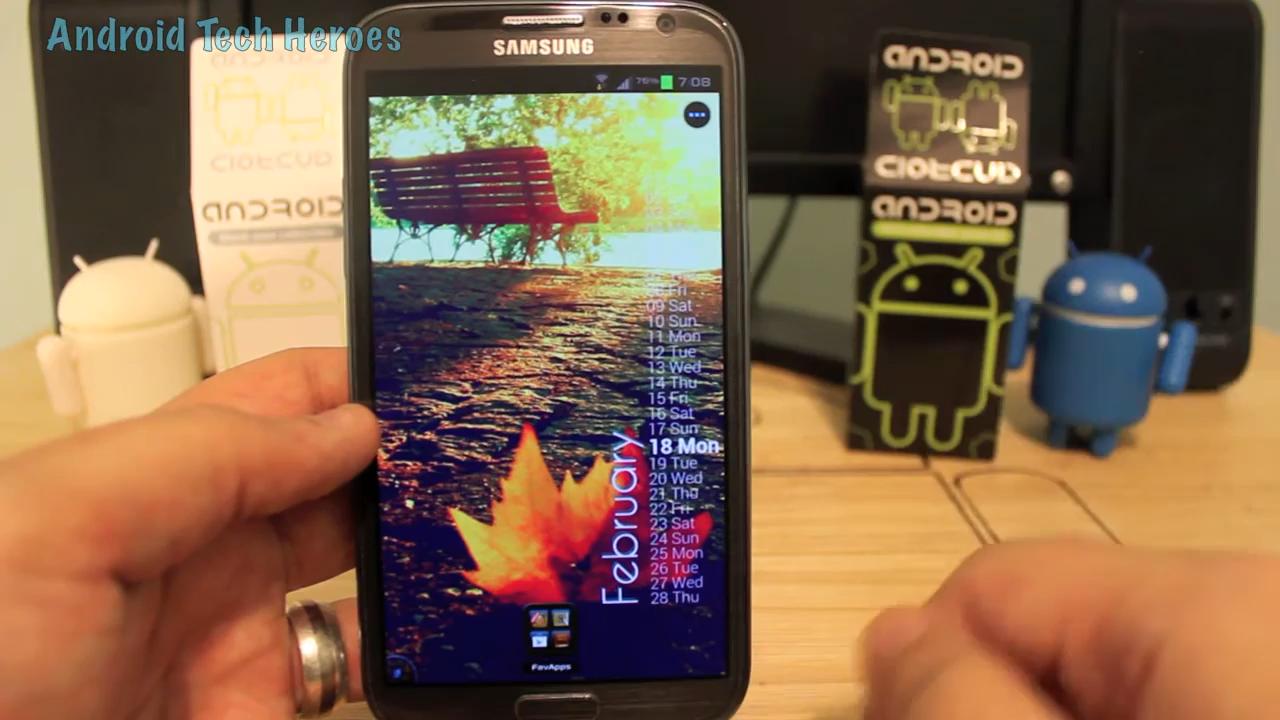 Android Tech Heroes
SAMSUNG
76% 7:08
09 Sat
10 Sun
11 Mon
12 Tue
13 Wed
14 Thu
15 Fri
16 Sat
17 Sun
18 Mon
19 Tue
20 Wed
21 Thu
22 Fri
23 Sat
24 Sun
25 Mon
26 Tue
27 Wed
28 Thu
February
FavApps
ANDROID
ANDROID
ANDROID
ANDROID